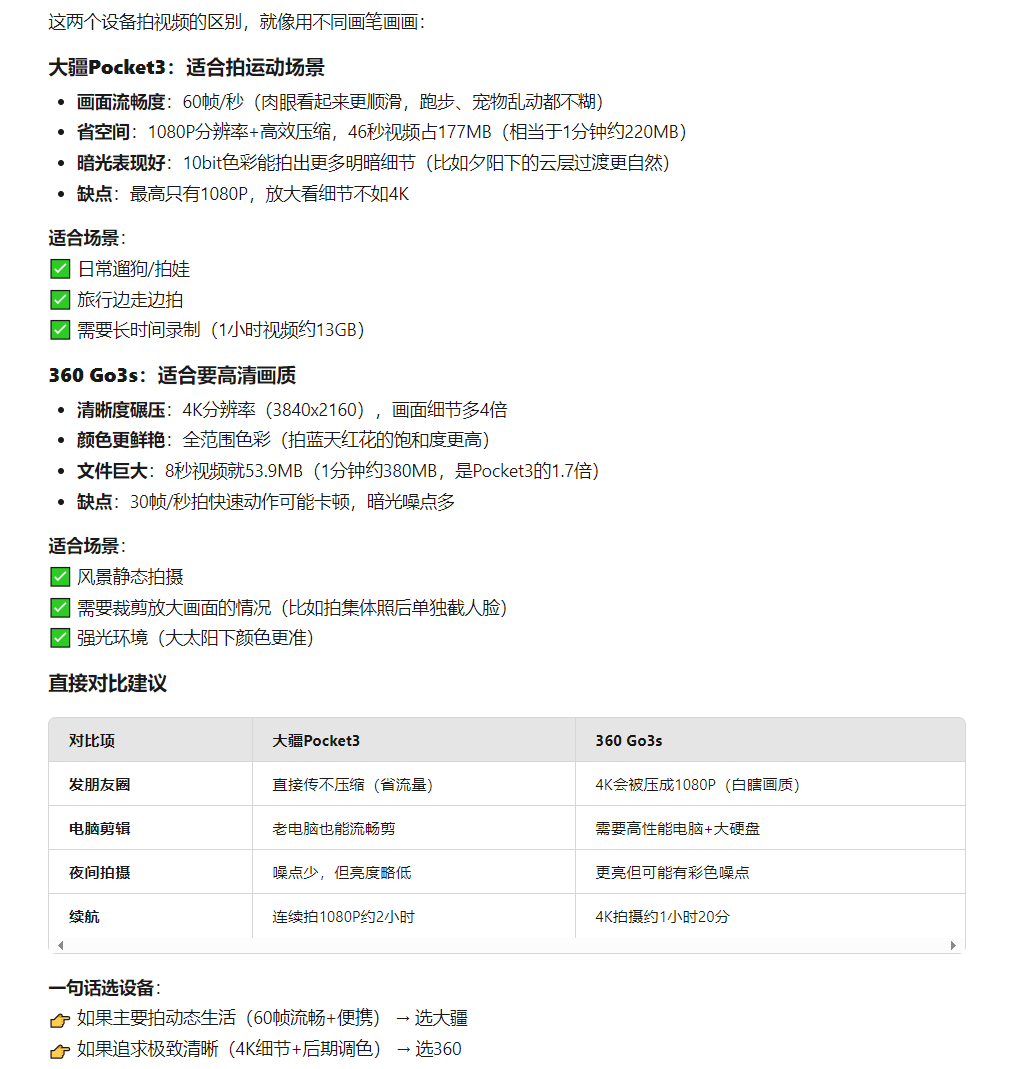 这两个设备拍视频的区别，就像用不同画笔画画：
大疆Pocket3：适合拍运动场景
• 画面流畅度：60帧/秒（肉眼看起来更顺滑，跑步、宠物乱动都不糊）
• 省空间：1080P分辨率+高效压缩，46秒视频占177MB（相当于1分钟约220MB）
• 暗光表现好：10bit色彩能拍出更多明暗细节（比如夕阳下的云层过渡更自然）
• 缺点：最高只有1080P，放大看细节不如4K
适合场景：
✅ 日常遛狗/拍娃
✅ 旅行边走边拍
✅ 需要长时间录制（1小时视频约13GB）
360 Go3s：适合要高清画质
• 清晰度碾压：4K分辨率（3840x2160），画面细节多4倍
• 颜色更鲜艳：全范围色彩（拍蓝天红花的饱和度更高）
• 文件巨大：8秒视频就53.9MB（1分钟约380MB，是Pocket3的1.7倍）
• 缺点：30帧/秒拍快速动作可能卡顿，暗光噪点多
适合场景：
✅ 风景静态拍摄
✅ 需要裁剪放大画面的情况（比如拍集体照后单独截人脸）
✅ 强光环境（大太阳下颜色更准）
直接对比建议
对比项 大疆Pocket3 360 Go3s
发朋友圈 直接传不压缩（省流量） 4K会被压成1080P（白瞎画质）
电脑剪辑 老电脑也能流畅剪 需要高性能电脑+大硬盘
夜间拍摄 噪点少，但亮度略低 更亮但可能有彩色噪点
续航 连续拍1080P约2小时 4K拍摄约1小时20分
一句话选设备：
👉 如果主要拍动态生活（60帧流畅+便携） → 选大疆
👉 如果追求极致清晰（4K细节+后期调色） → 选360